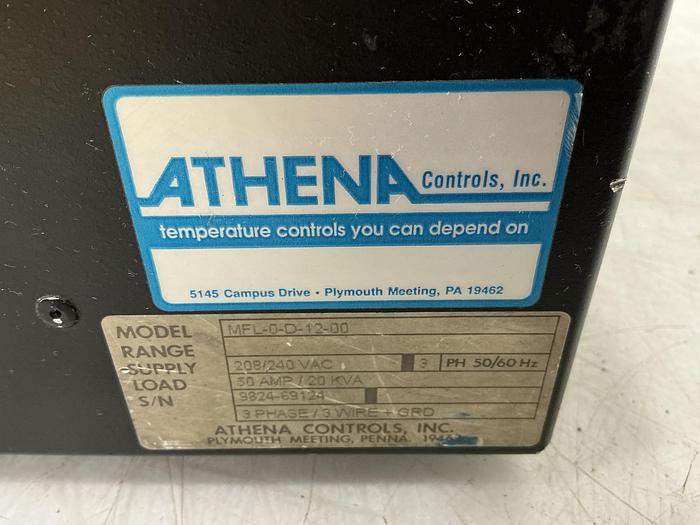 ATHENA Controls, Inc.
temperature controls you can depend on
5145 Campus Drive • Plymouth Meeting, PA 19462
MODEL MFL-0-D-12-00
RANGE
SUPPLY 208/240 VAC 3 PH 50/60 Hz
LOAD 50 AMP / 20 KVA
S/N 9824-69124
3 PHASE / 3 WIRE + GRD
ATHENA CONTROLS, INC.
PLYMOUTH MEETING, PENNA. 19462